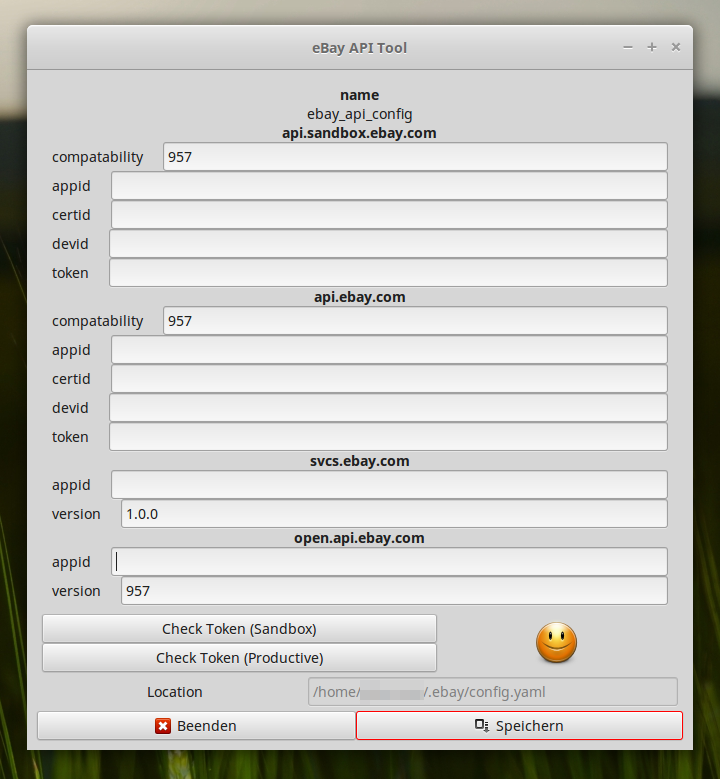 eBay API Tool
name
ebay_api_config
api.sandbox.ebay.com
compatability 957
appid
certid
devid
token
api.ebay.com
compatability 957
appid
certid
devid
token
svcs.ebay.com
appid
version 1.0.0
open.api.ebay.com
appid
version 957
Check Token (Sandbox)
Check Token (Productive)
Location /home/ /.ebay/config.yaml
Beenden Speichern